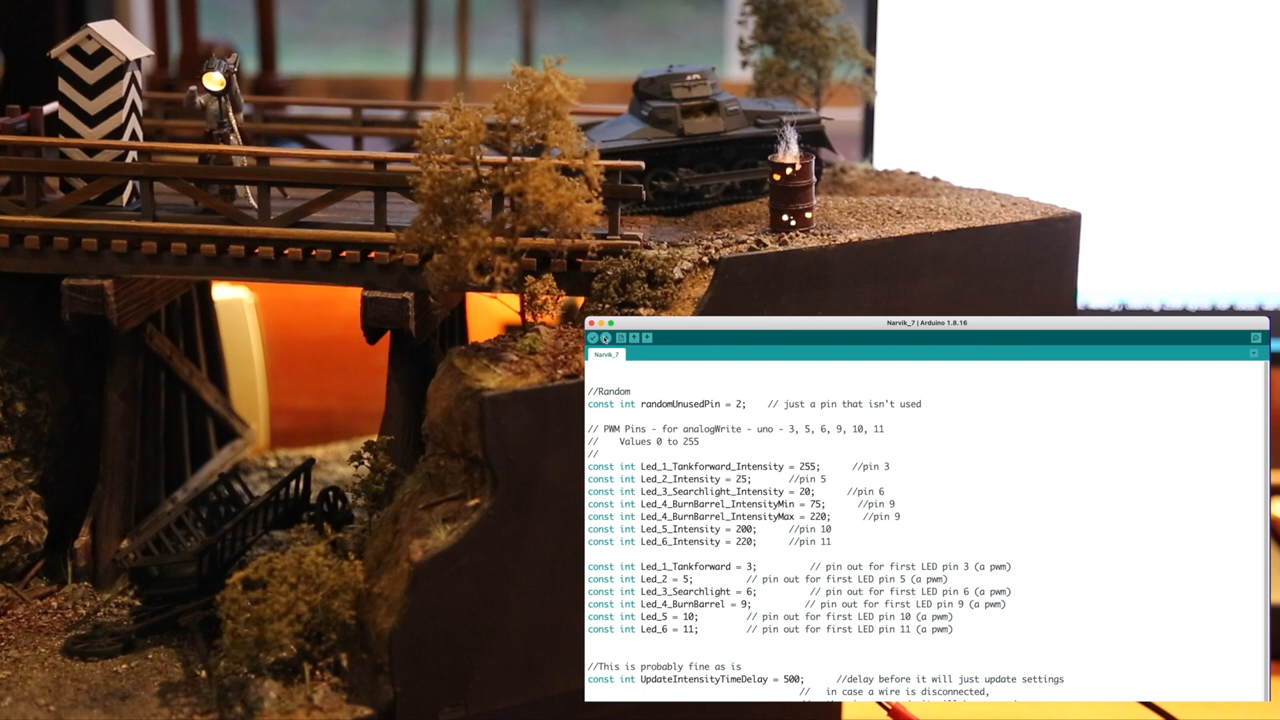 Narvik_7 | Arduino 1.8.16
Narvik_7
//Random
const int randomUnusedPin = 2; // just a pin that isn't used
// PWM Pins - for analogWrite - uno - 3, 5, 6, 9, 10, 11
// Values 0 to 255
//
const int Led_1_Tankforward_Intensity = 255; //pin 3
const int Led_2_Intensity = 25; //pin 5
const int Led_3_Searchlight_Intensity = 20; //pin 6
const int Led_4_BurnBarrel_IntensityMin = 75; //pin 9
const int Led_4_BurnBarrel_IntensityMax = 220; //pin 9
const int Led_5_Intensity = 200; //pin 10
const int Led_6_Intensity = 220; //pin 11
const int Led_1_Tankforward = 3; // pin out for first LED pin 3 (a pwm)
const int Led_2 = 5; // pin out for first LED pin 5 (a pwm)
const int Led_3_Searchlight = 6; // pin out for first LED pin 6 (a pwm)
const int Led_4_BurnBarrel = 9; // pin out for first LED pin 9 (a pwm)
const int Led_5 = 10; // pin out for first LED pin 10 (a pwm)
const int Led_6 = 11; // pin out for first LED pin 11 (a pwm)
//This is probably fine as is
const int UpdateIntensityTimeDelay = 500; //delay before it will just update settings
// in case a wire is disconnected,